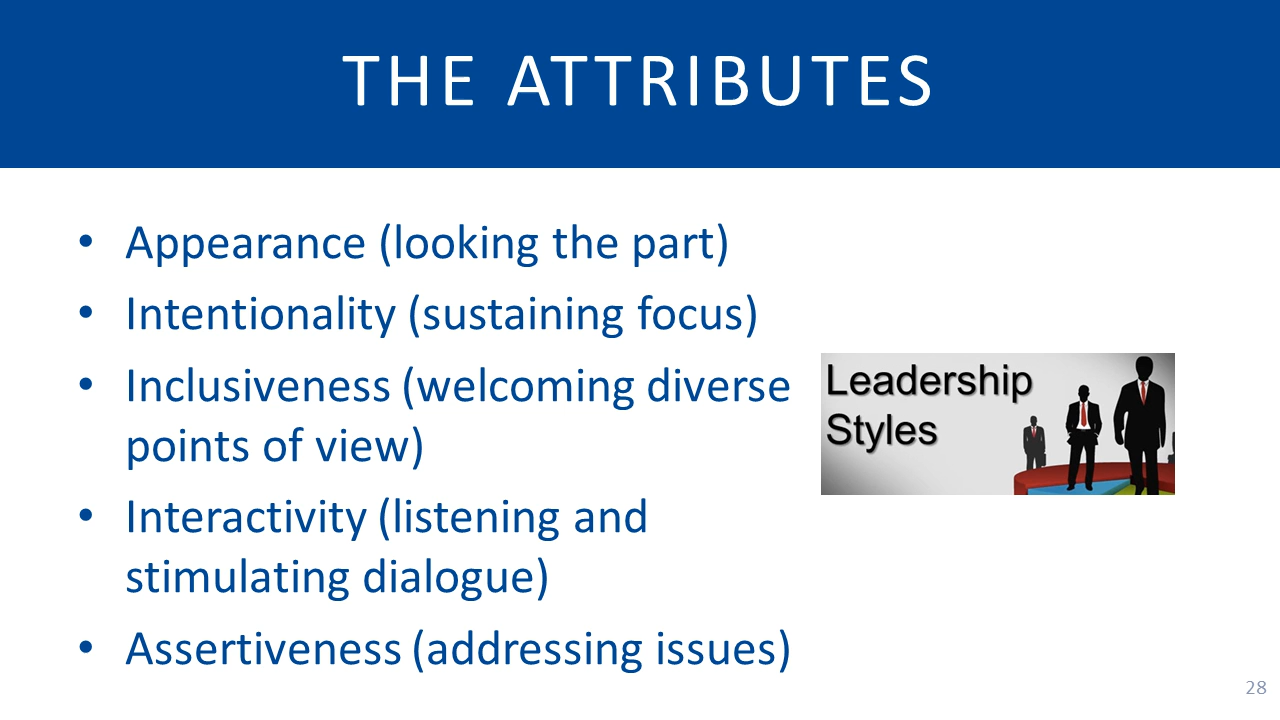 THE ATTRIBUTES
• Appearance (looking the part)
• Intentionality (sustaining focus)
• Inclusiveness (welcoming diverse
points of view)
• Interactivity (listening and
stimulating dialogue)
• Assertiveness (addressing issues)
Leadership
Styles
28